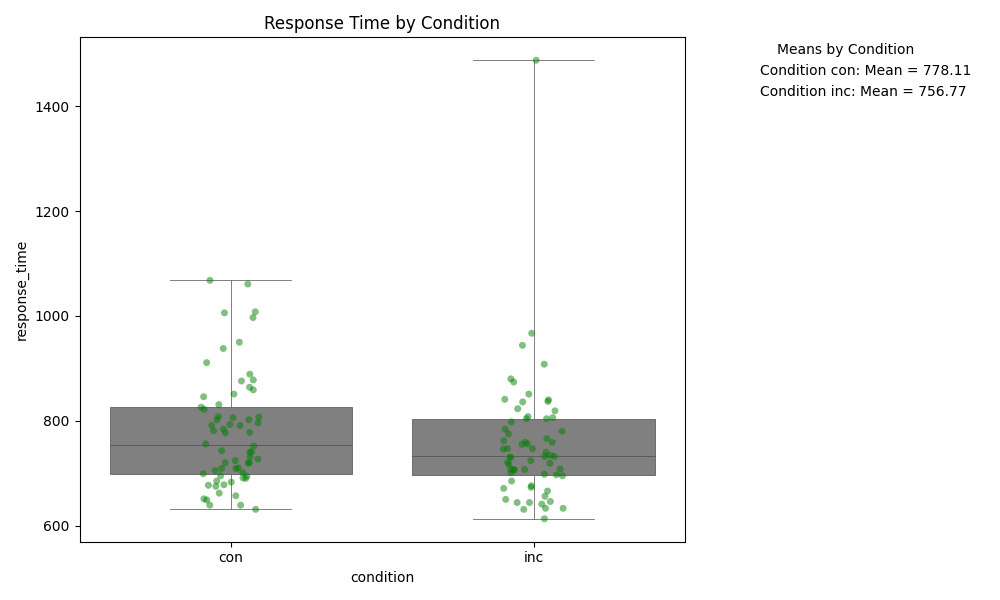 Response Time by Condition
Means by Condition
Condition con: Mean = 778.11
Condition inc: Mean = 756.77
1400
1200
1000
800
600
response_time
con
inc
condition